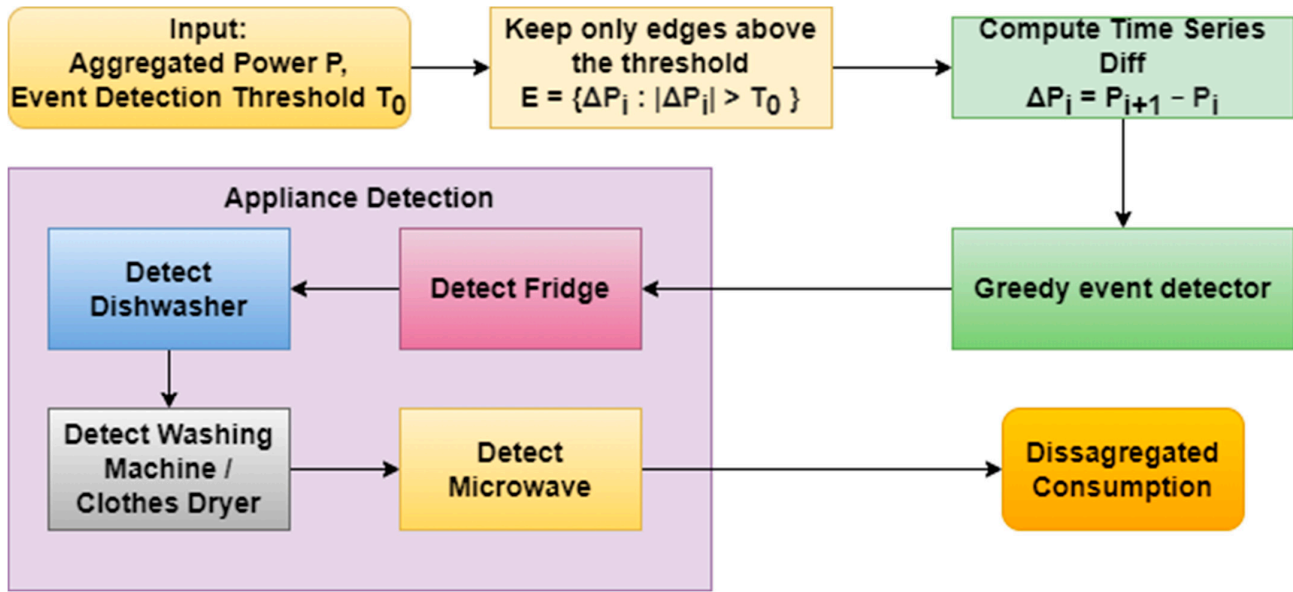 Input:
Aggregated Power P,
Event Detection Threshold T₀
Keep only edges above
the threshold
E = {ΔPᵢ : |ΔPᵢ| > T₀ }
Compute Time Series
Diff
ΔPᵢ = Pᵢ₊₁ − Pᵢ
Greedy event detector
Appliance Detection
Detect Fridge
Detect
Dishwasher
Detect Washing
Machine /
Clothes Dryer
Detect
Microwave
Dissagregated
Consumption